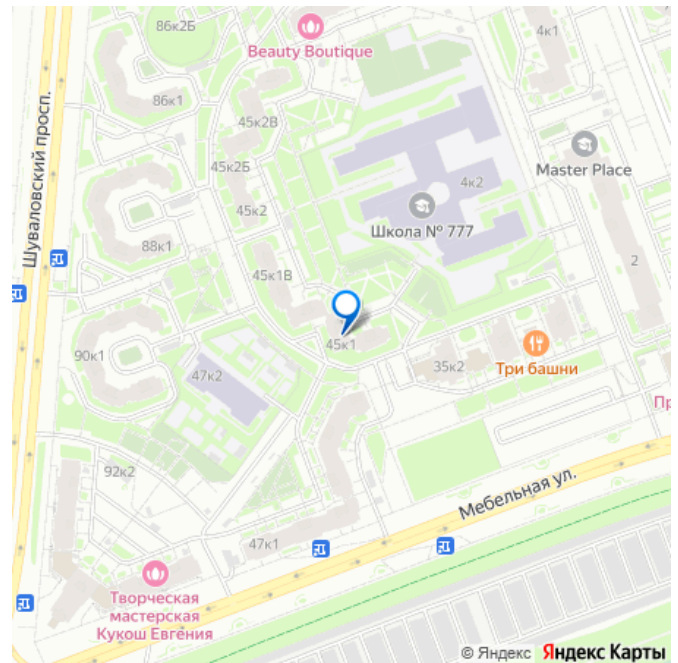 86к2Б
4к1
Beauty Boutique
86к1
45к2В
Шуваловский просп.
45к2Б
Master Place
4к2
45к2
Школа № 777
88к1
45к1В
2
45к1
90к1
35к2
Три башни
47к2
Пр
92к2
Мебельная ул.
47к1
Творческая
мастерская
Кукош Евгения
© Яндекс Яндекс Карты